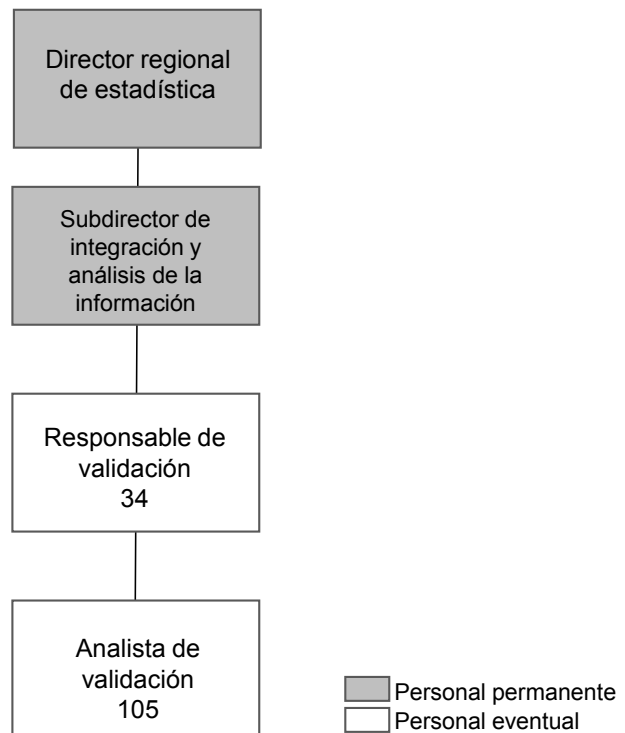 Director regional
de estadística
Subdirector de
integración y
análisis de la
información
Responsable de
validación
34
Analista de
validación
105
Personal permanente
Personal eventual